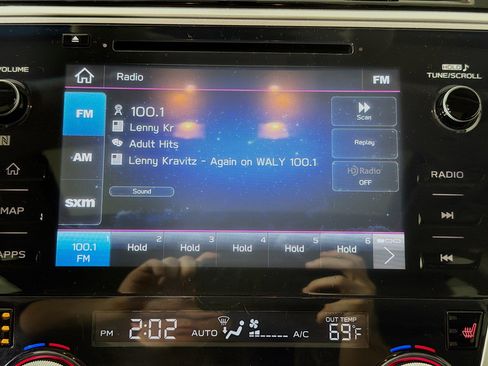 VOLUME
Radio
FM
HOLD
TUNE/SCROLL
FM
100.1
Lenny Kr
Adult Hits
Lenny Kravitz - Again on WALY 100.1
Sound
Scan
Replay
HD Radio
OFF
AM
sxm
MAP
APPS
RADIO
1 2 3 4 5 6
100.1 Hold Hold Hold Hold Hold
FM
PM 2:02 AUTO A/C OUT TEMP 69°F